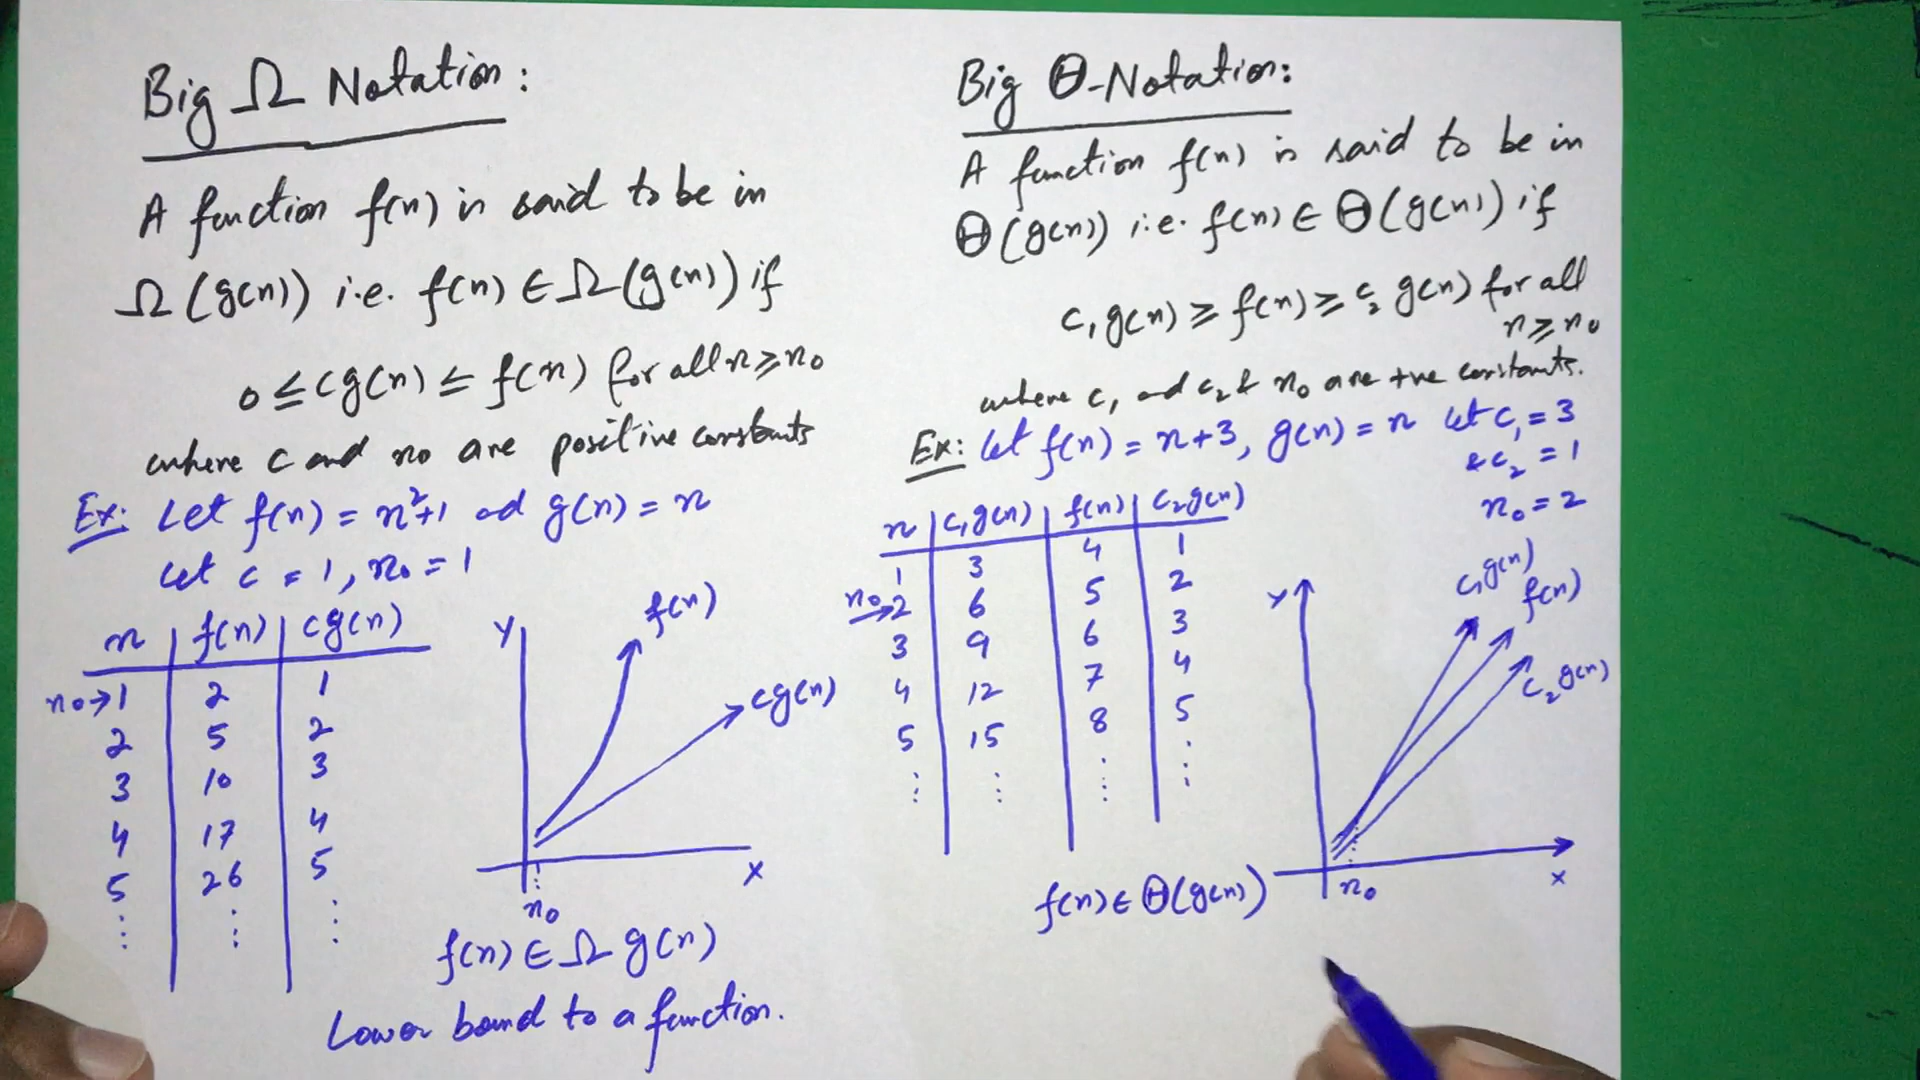 Big Ω Notation:
A function f(n) is said to be in
Ω(g(n)) i.e. f(n) ∈ Ω(g(n)) if
0 ≤ cg(n) ≤ f(n) for all n ≥ n0
where c and n0 are positive constants
Ex: Let f(n) = n²+1 and g(n) = n
Let c = 1, n0 = 1
n | f(n) | cg(n)
n0→1 2 1
2 5 2
3 10 3
4 17 4
5 26 5
⋮ ⋮ ⋮
Y
f(n)
cg(n)
X
n0
f(n) ∈ Ω g(n)
Lower bound to a function.
Big Θ-Notation:
A function f(n) is said to be in
Θ(g(n)) i.e. f(n) ∈ Θ(g(n)) if
c1g(n) ≥ f(n) ≥ c2 g(n) for all
n ≥ n0
where c1 and c2 & n0 are +ve constants.
Ex: Let f(n) = n+3, g(n) = n Let c1 = 3
& c2 = 1
n0 = 2
n | c1g(n) | f(n) | c2g(n)
1 3 4 1
n0→2 6 5 2
3 9 6 3
4 12 7 4
5 15 8 5
⋮ ⋮ ⋮ ⋮
Y
c1g(n)
f(n)
c2g(n)
X
n0
f(n) ∈ Θ(g(n))